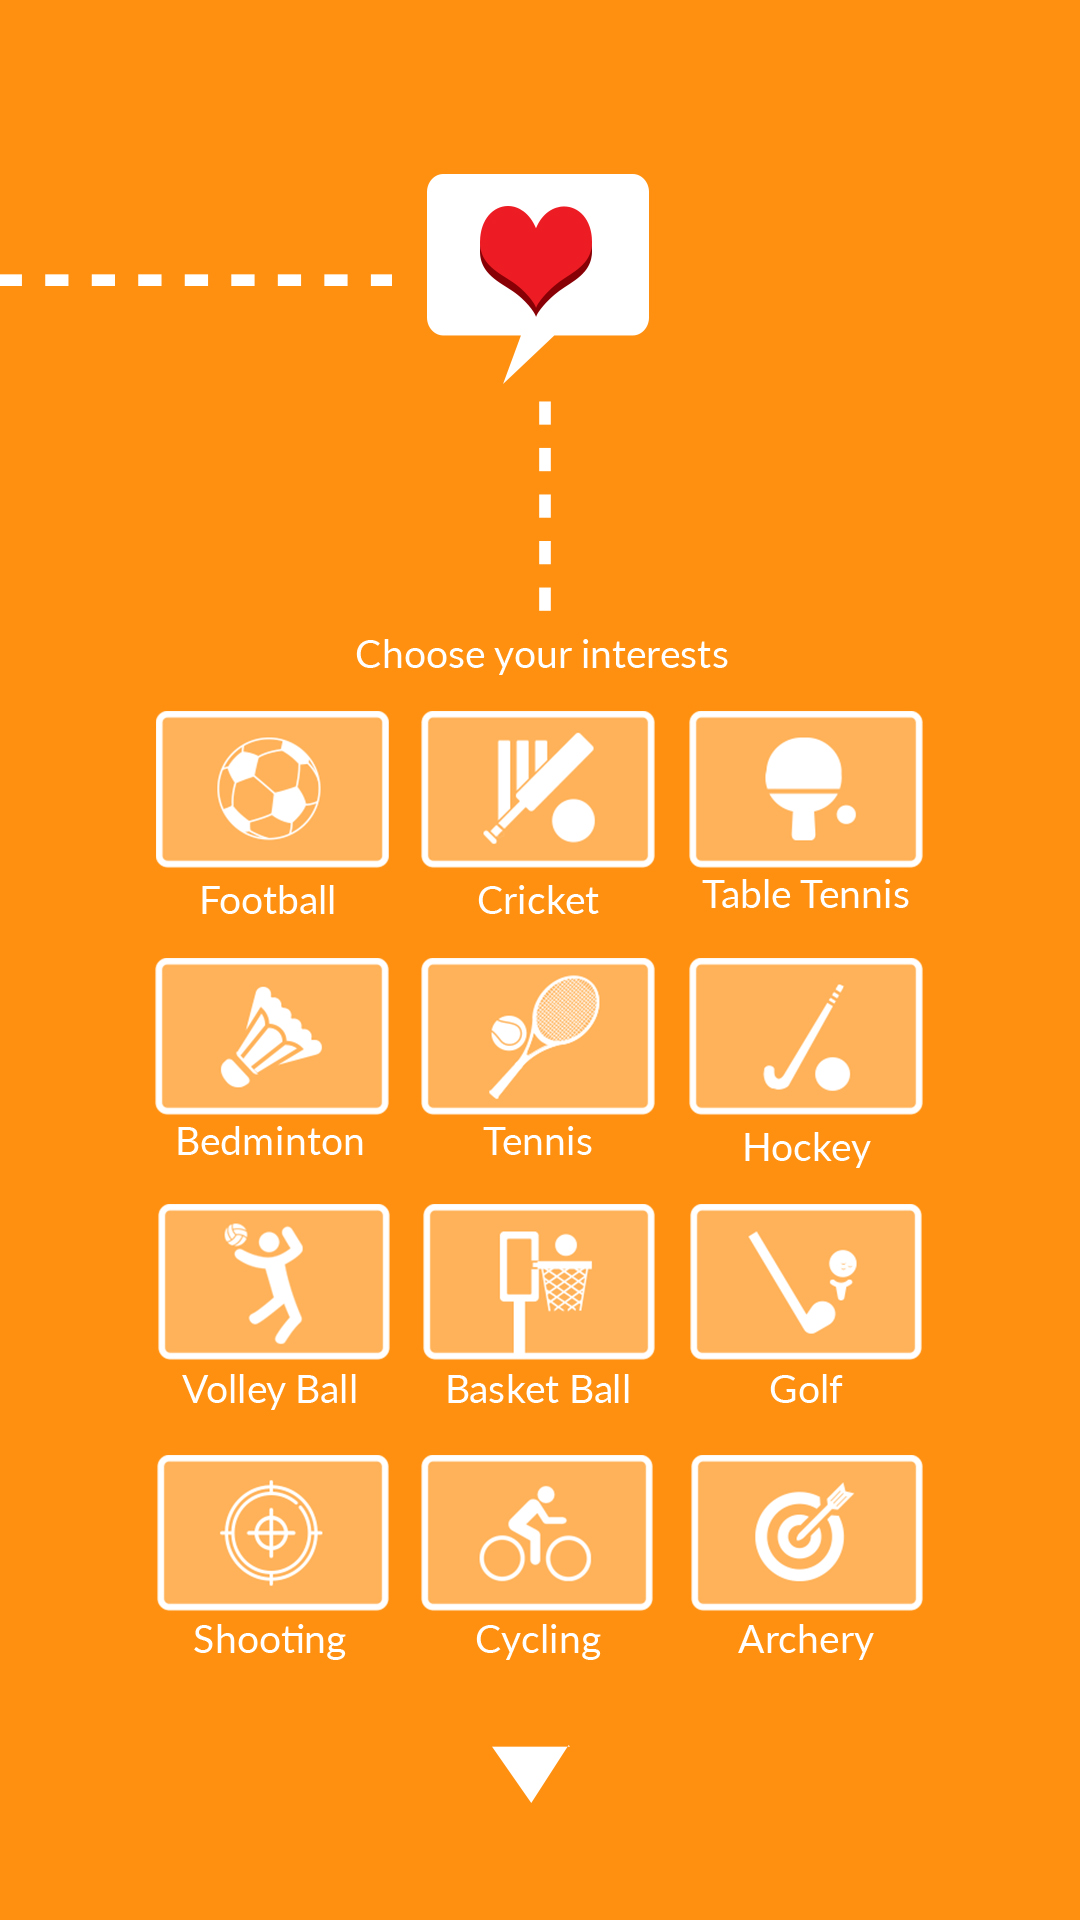 Choose your interests
Football
Cricket
Table Tennis
Bedminton
Tennis
Hockey
Volley Ball
Basket Ball
Golf
Shooting
Cycling
Archery